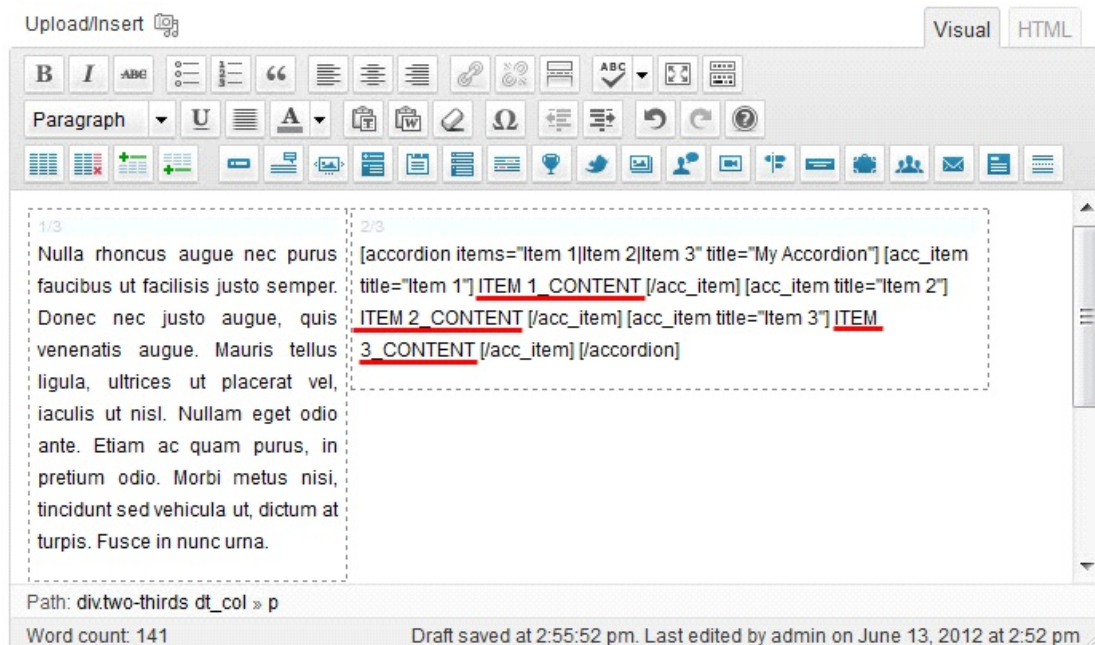 Upload/Insert
Visual HTML
B I ABC ABC
Paragraph U A T W Ω
1/3
Nulla rhoncus augue nec purus
faucibus ut facilisis justo semper.
Donec nec justo augue, quis
venenatis augue. Mauris tellus
ligula, ultrices ut placerat vel,
iaculis ut nisl. Nullam eget odio
ante. Etiam ac quam purus, in
pretium odio. Morbi metus nisi,
tincidunt sed vehicula ut, dictum at
turpis. Fusce in nunc urna.
2/3
[accordion items="Item 1|Item 2|Item 3" title="My Accordion"] [acc_item
title="Item 1"] ITEM 1_CONTENT [/acc_item] [acc_item title="Item 2"]
ITEM 2_CONTENT [/acc_item] [acc_item title="Item 3"] ITEM
3_CONTENT [/acc_item] [/accordion]
Path: div.two-thirds dt_col » p
Word count: 141 Draft saved at 2:55:52 pm. Last edited by admin on June 13, 2012 at 2:52 pm